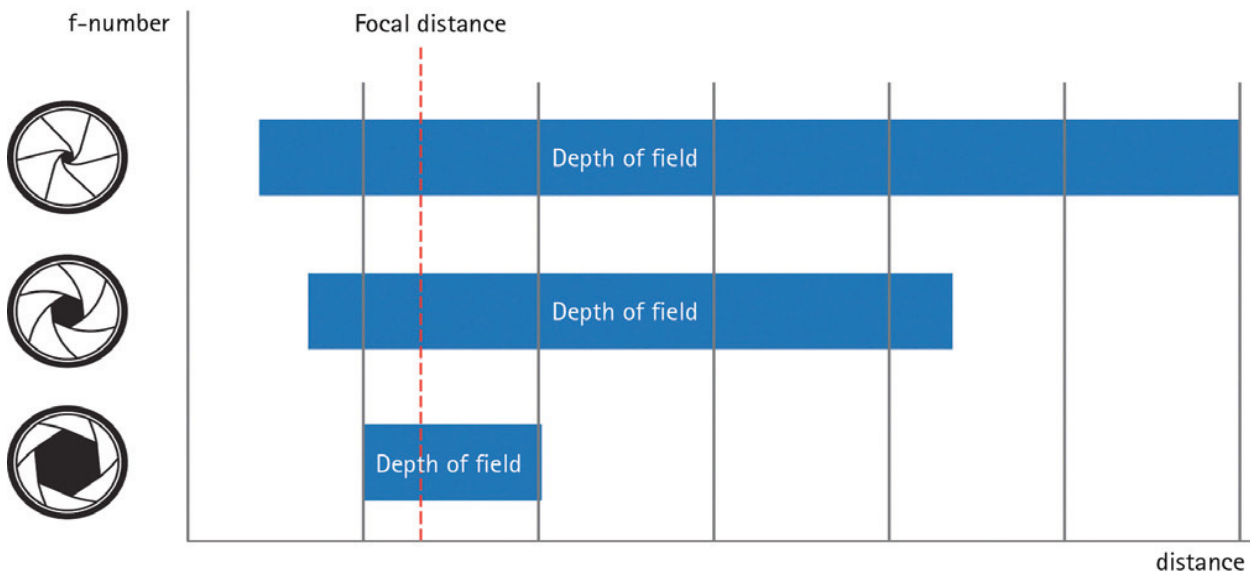 f-number
Focal distance
Depth of field
Depth of field
Depth of field
distance